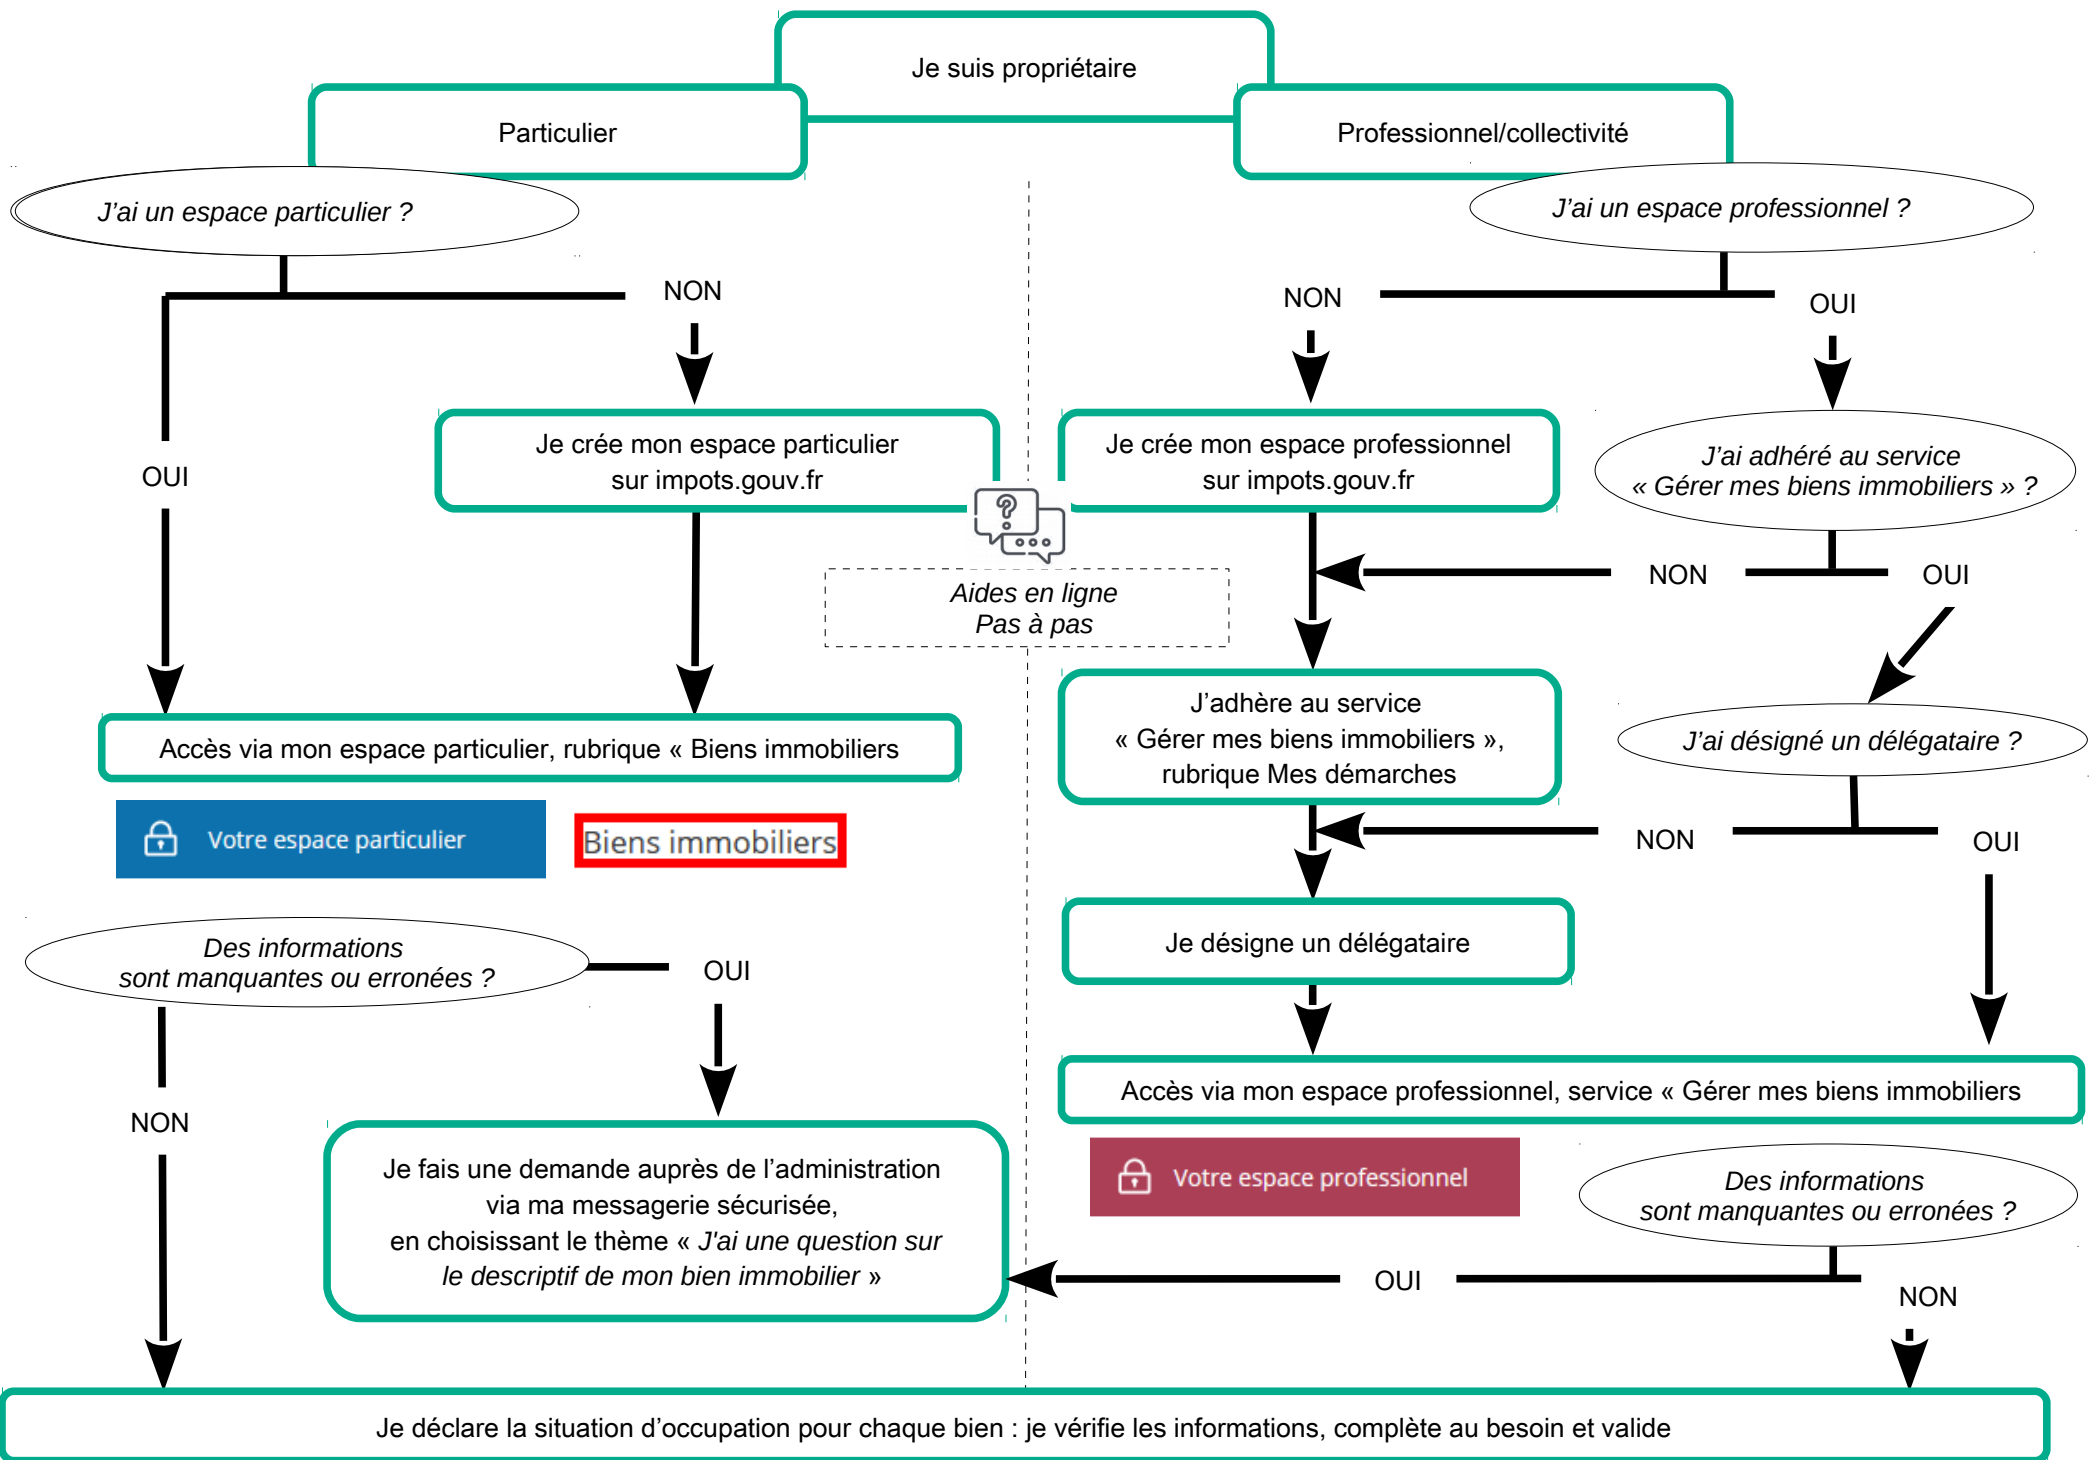 Je suis propriétaire
Particulier
Professionnel/collectivité
J'ai un espace particulier ?
J'ai un espace professionnel ?
NON
NON
OUI
Je crée mon espace particulier
sur impots.gouv.fr
Je crée mon espace professionnel
sur impots.gouv.fr
J'ai adhéré au service
« Gérer mes biens immobiliers » ?
OUI
NON
OUI
Aides en ligne
Pas à pas
J'adhère au service
« Gérer mes biens immobiliers »,
rubrique Mes démarches
J'ai désigné un délégataire ?
Accès via mon espace particulier, rubrique « Biens immobiliers
Votre espace particulier
Biens immobiliers
NON
OUI
Je désigne un délégataire
Des informations
sont manquantes ou erronées ?
OUI
Accès via mon espace professionnel, service « Gérer mes biens immobiliers
NON
Je fais une demande auprès de l'administration
via ma messagerie sécurisée,
en choisissant le thème « J'ai une question sur
le descriptif de mon bien immobilier »
Votre espace professionnel
Des informations
sont manquantes ou erronées ?
OUI
NON
Je déclare la situation d'occupation pour chaque bien : je vérifie les informations, complète au besoin et valide